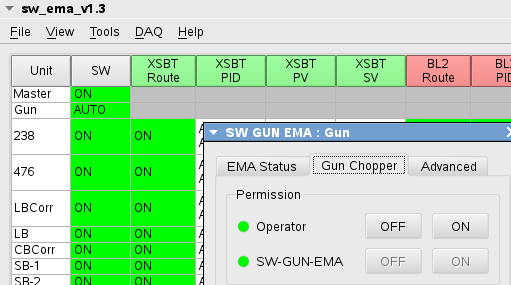 sw_ema_v1.3
File View Tools DAQ Help
Unit SW XSBT Route XSBT PID XSBT PV XSBT SV BL2 Route
Master ON
Gun AUTO
238 ON ON
476 ON ON
LBCorr ON ON
LB ON ON
CBCorr ON ON
SB-1 ON ON
SB-2 ON ON
SW GUN EMA : Gun
EMA Status Gun Chopper Advanced
Permission
Operator OFF ON
SW-GUN-EMA OFF ON